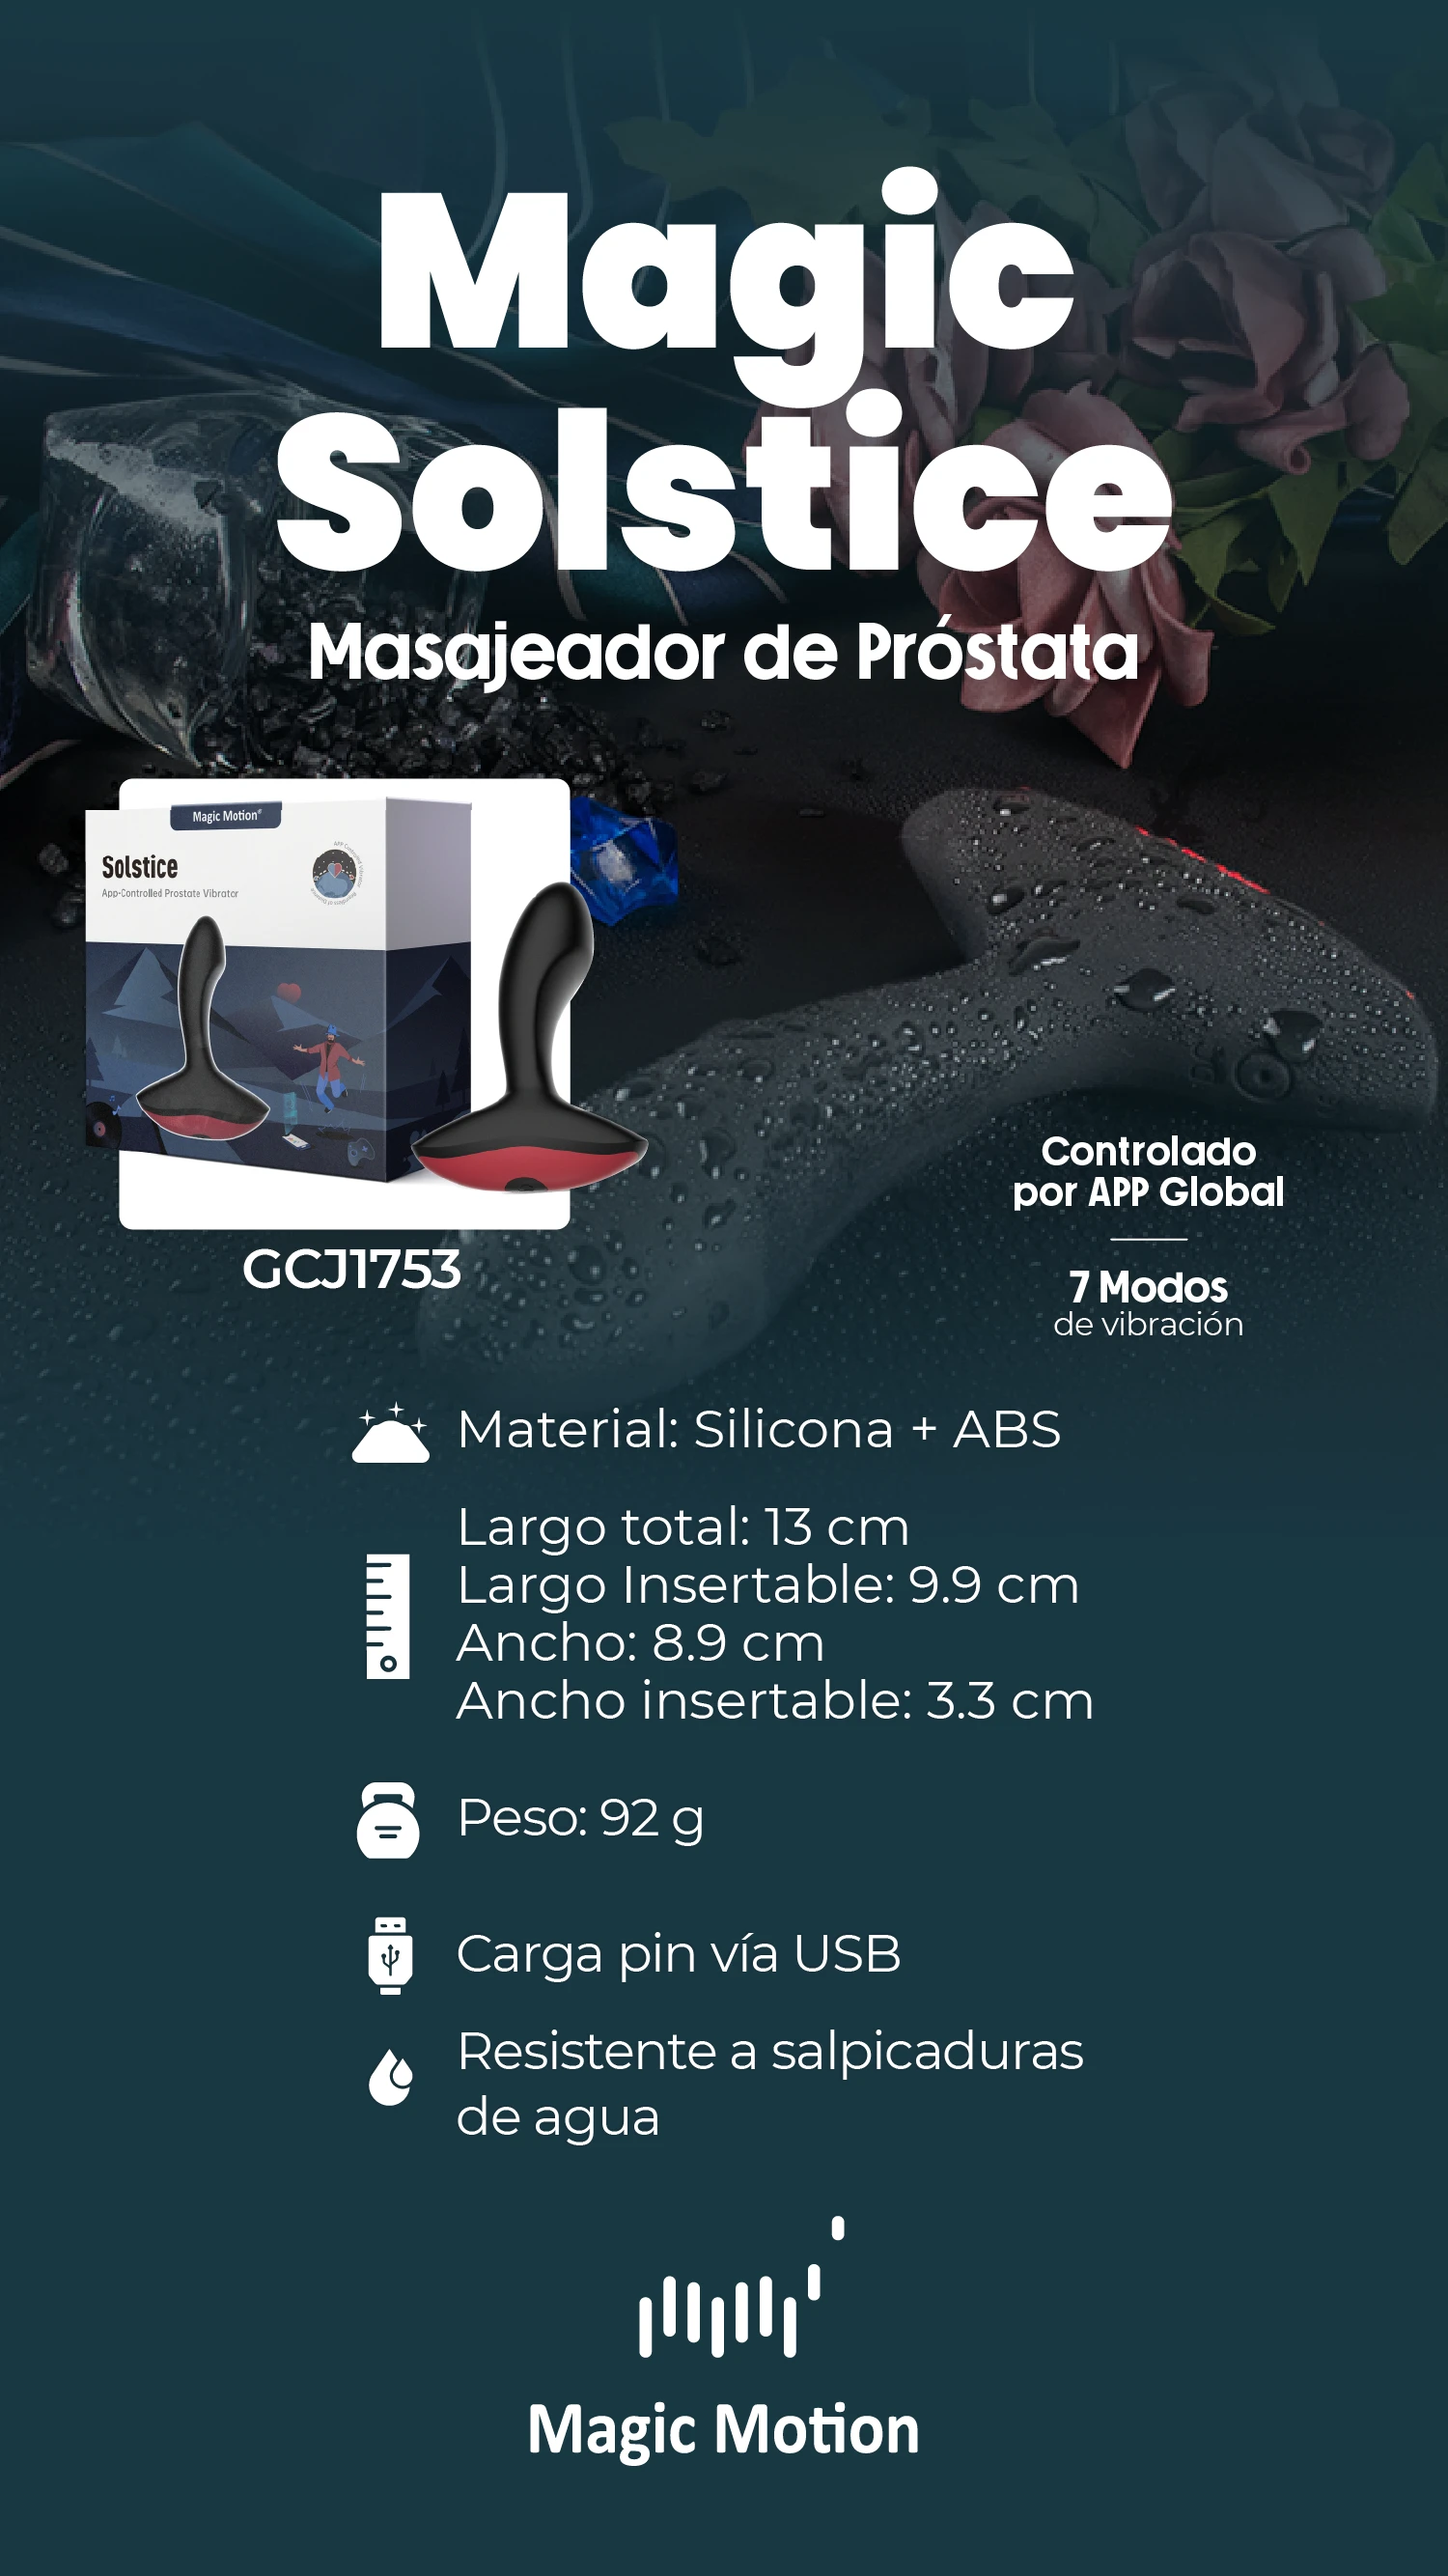 Magic
Solstice
Masajeador de Próstata
Magic Motion®
Solstice
App-Controlled Prostate Vibrator
GCJ1753
Controlado
por APP Global
7 Modos
de vibración
Material: Silicona + ABS
Largo total: 13 cm
Largo Insertable: 9.9 cm
Ancho: 8.9 cm
Ancho insertable: 3.3 cm
Peso: 92 g
Carga pin vía USB
Resistente a salpicaduras
de agua
Magic Motion